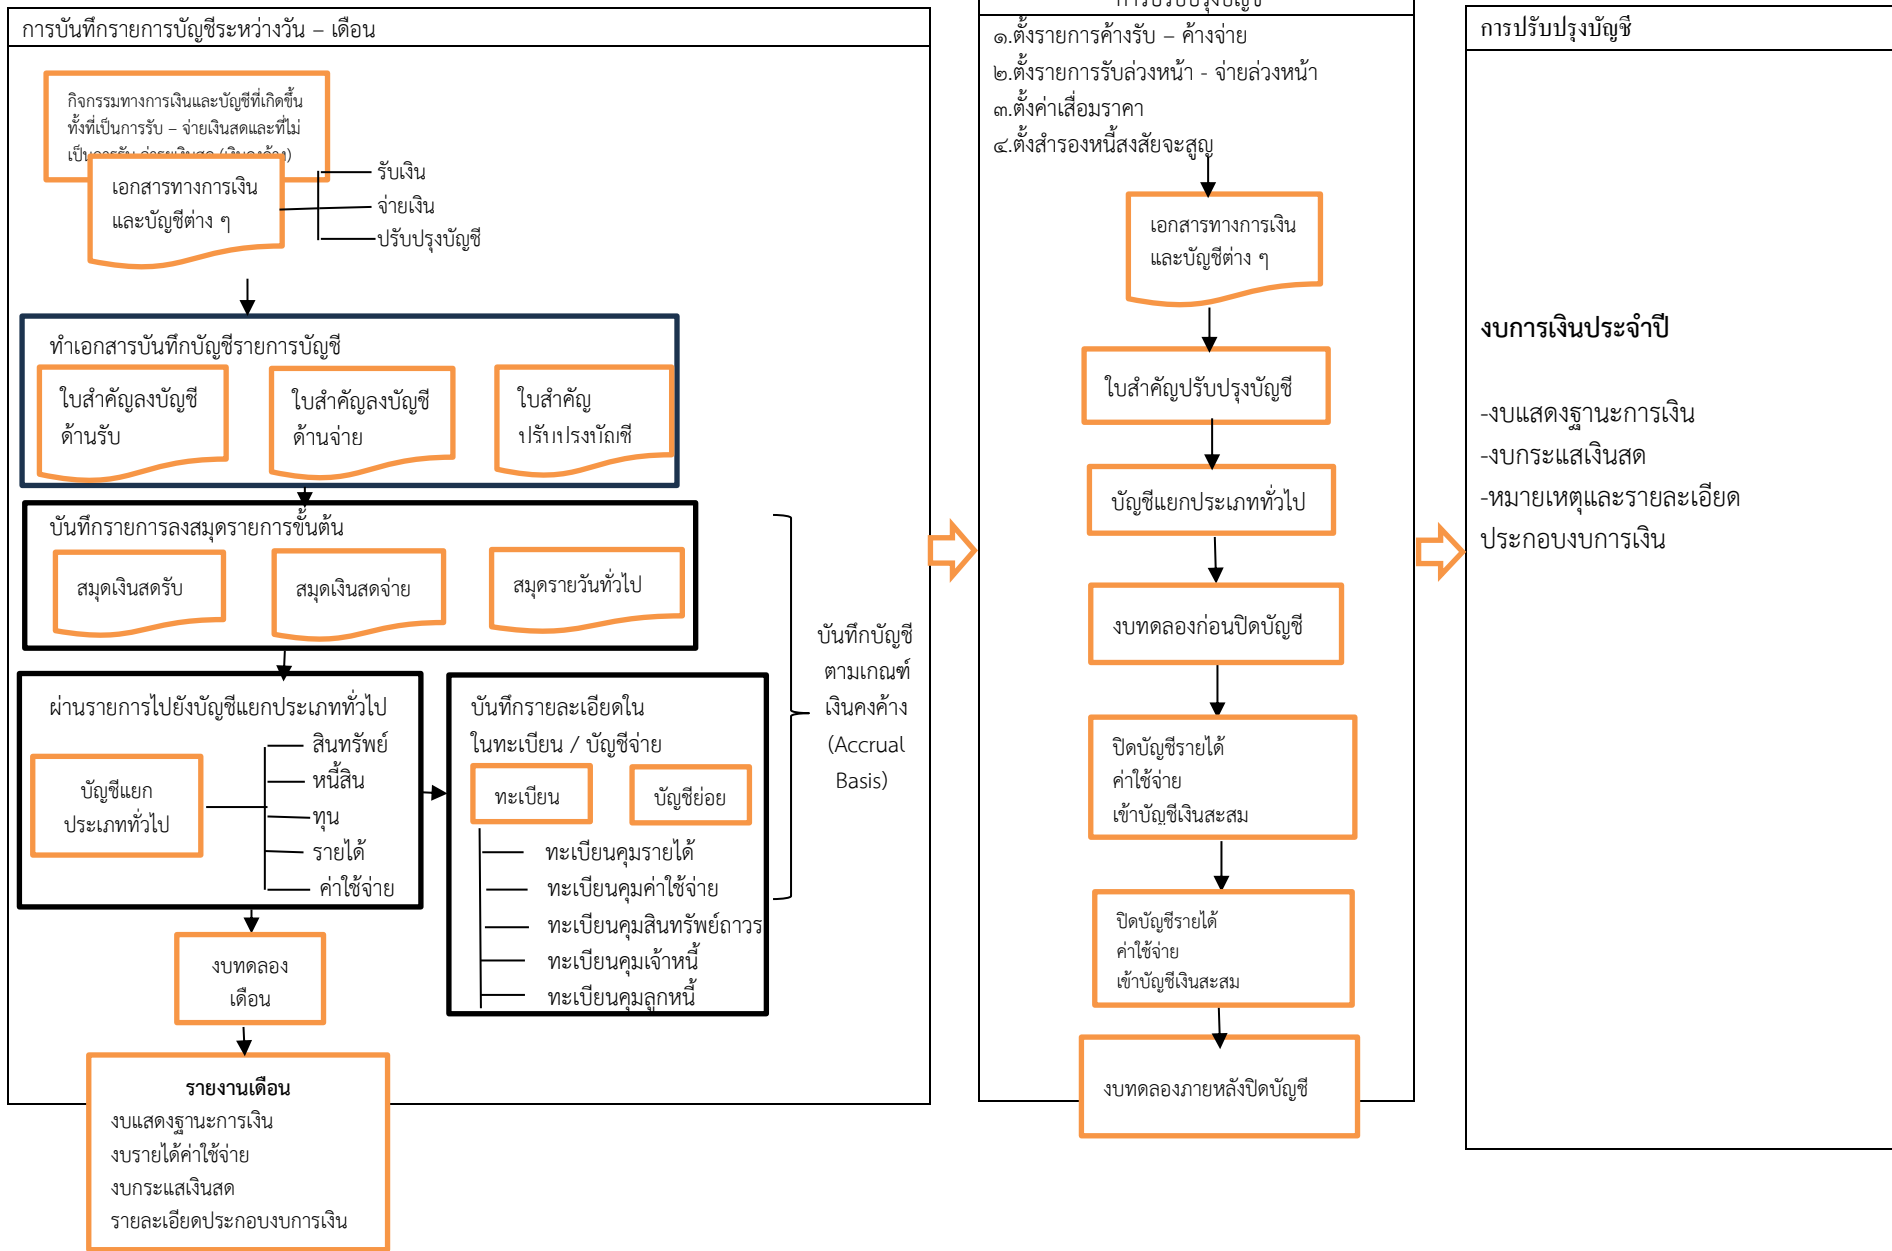 การบันทึกรายการบัญชีระหว่างวัน – เดือน
กิจกรรมทางการเงินและบัญชีที่เกิดขึ้น
ทั้งที่เป็นการรับ – จ่ายเงินสดและที่ไม่
เอกสารทางการเงิน
และบัญชีต่าง ๆ
รับเงิน
จ่ายเงิน
ปรับปรุงบัญชี
ทำเอกสารบันทึกบัญชีรายการบัญชี
ใบสำคัญลงบัญชี
ด้านรับ
ใบสำคัญลงบัญชี
ด้านจ่าย
ใบสำคัญ
ปรับปรุงบัญชี
บันทึกรายการลงสมุดรายการขั้นต้น
สมุดเงินสดรับ
สมุดเงินสดจ่าย
สมุดรายวันทั่วไป
ผ่านรายการไปยังบัญชีแยกประเภททั่วไป
บัญชีแยก
ประเภททั่วไป
สินทรัพย์
หนี้สิน
ทุน
รายได้
ค่าใช้จ่าย
บันทึกรายละเอียดใน
ในทะเบียน / บัญชีจ่าย
ทะเบียน
บัญชีย่อย
ทะเบียนคุมรายได้
ทะเบียนคุมค่าใช้จ่าย
ทะเบียนคุมสินทรัพย์ถาวร
ทะเบียนคุมเจ้าหนี้
ทะเบียนคุมลูกหนี้
บันทึกบัญชี
ตามเกณฑ์
เงินคงค้าง
(Accrual
Basis)
งบทดลอง
เดือน
รายงานเดือน
งบแสดงฐานะการเงิน
งบรายได้ค่าใช้จ่าย
งบกระแสเงินสด
รายละเอียดประกอบงบการเงิน
การปรับปรุงบัญชี
๑.ตั้งรายการค้างรับ – ค้างจ่าย
๒.ตั้งรายการรับล่วงหน้า - จ่ายล่วงหน้า
๓.ตั้งค่าเสื่อมราคา
๔.ตั้งสำรองหนี้สงสัยจะสูญ
เอกสารทางการเงิน
และบัญชีต่าง ๆ
ใบสำคัญปรับปรุงบัญชี
บัญชีแยกประเภททั่วไป
งบทดลองก่อนปิดบัญชี
ปิดบัญชีรายได้
ค่าใช้จ่าย
เข้าบัญชีเงินสะสม
ปิดบัญชีรายได้
ค่าใช้จ่าย
เข้าบัญชีเงินสะสม
งบทดลองภายหลังปิดบัญชี
การปรับปรุงบัญชี
งบการเงินประจำปี
-งบแสดงฐานะการเงิน
-งบกระแสเงินสด
-หมายเหตุและรายละเอียด
ประกอบงบการเงิน